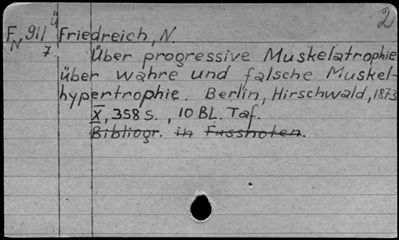 2
F, 911 Friedreich, N.
N
7 Über progressive Muskelatrophie
über wahre und falsche Muskel-
hypertrophie. Berlin, Hirschwald, 1873
X, 358 S., 10 BL. Taf.
Bibliogr. in Fussnoten.